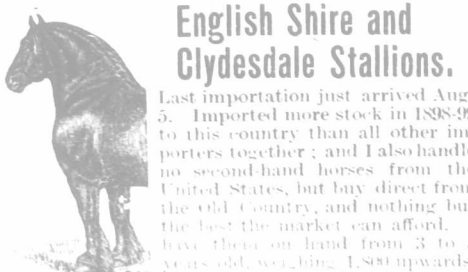 English Shire and
Clydesdale Stallions.
Last importation just arrived Aug
5. Imported more stock in 1898-99
to this country than all other im
porters together ; and I also handle
no second-hand horses from the
United States, but buy direct from
the Old Country, and nothing but
the best the market can afford.
have them on hand from 3 to
years old, weighing 1,800 upwards